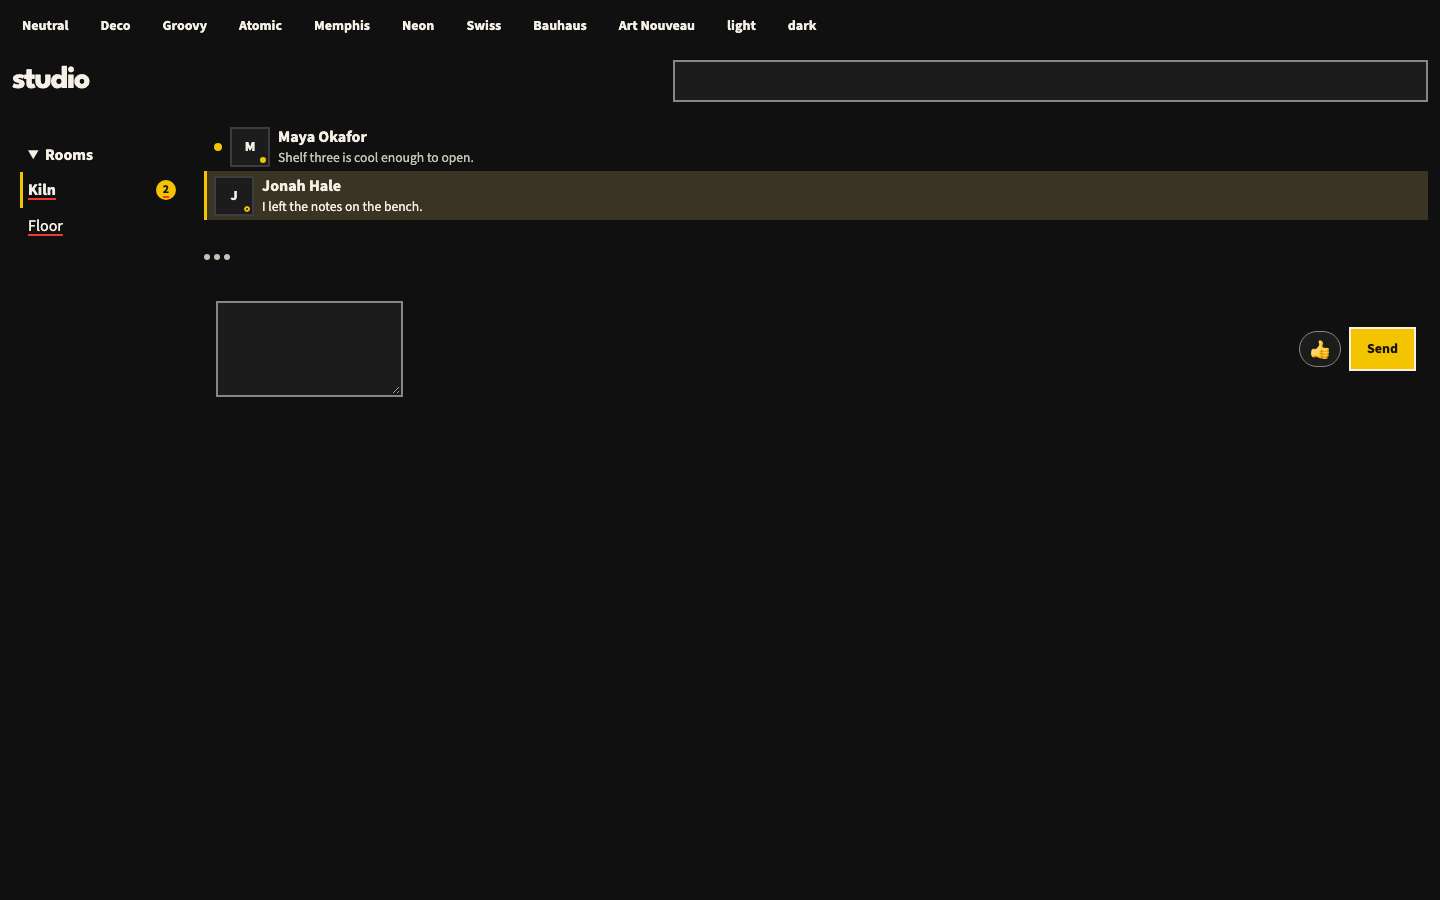 Neutral Deco Groovy Atomic Memphis Neon Swiss Bauhaus Art Nouveau light dark
studio
Rooms
Kiln 2
Floor
M Maya Okafor
Shelf three is cool enough to open.
J Jonah Hale
I left the notes on the bench.
Send